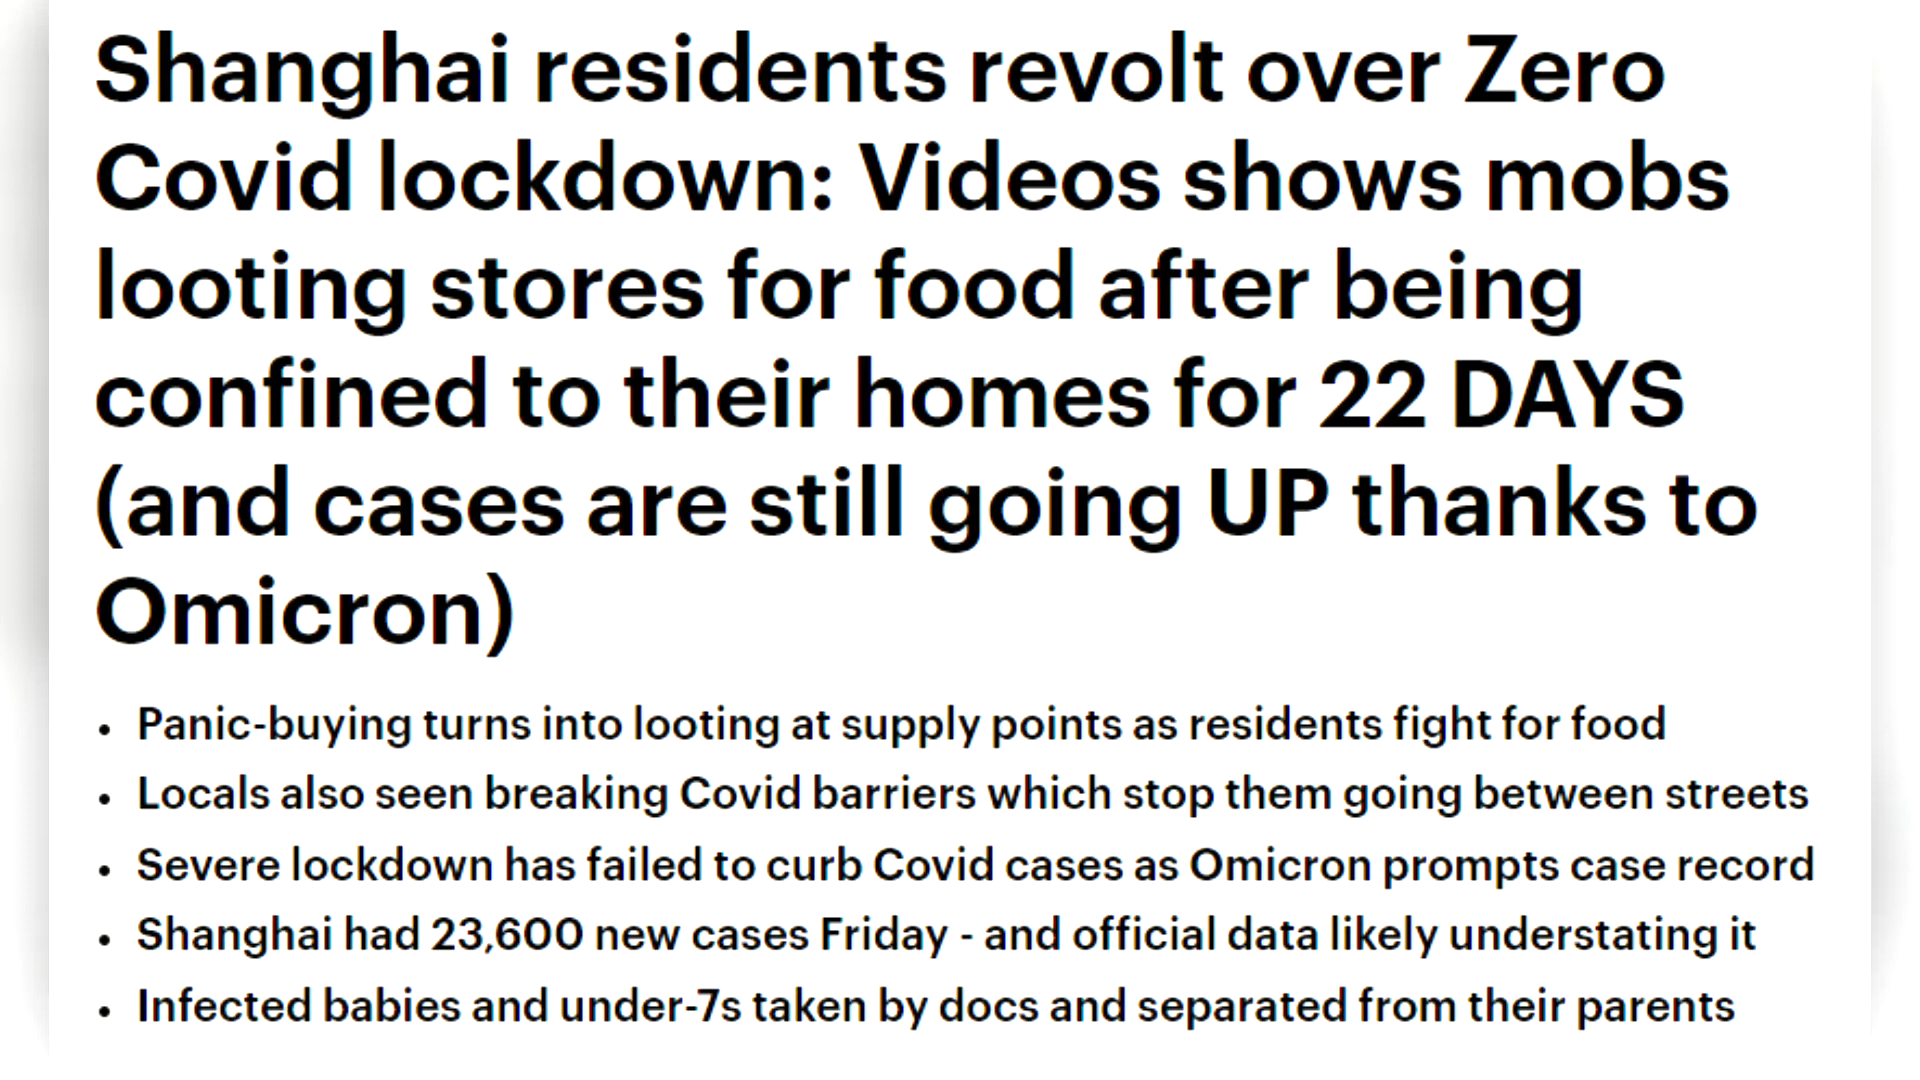 Shanghai residents revolt over Zero
Covid lockdown: Videos shows mobs
looting stores for food after being
confined to their homes for 22 DAYS
(and cases are still going UP thanks to
Omicron)
• Panic-buying turns into looting at supply points as residents fight for food
• Locals also seen breaking Covid barriers which stop them going between streets
• Severe lockdown has failed to curb Covid cases as Omicron prompts case record
• Shanghai had 23,600 new cases Friday - and official data likely understating it
• Infected babies and under-7s taken by docs and separated from their parents